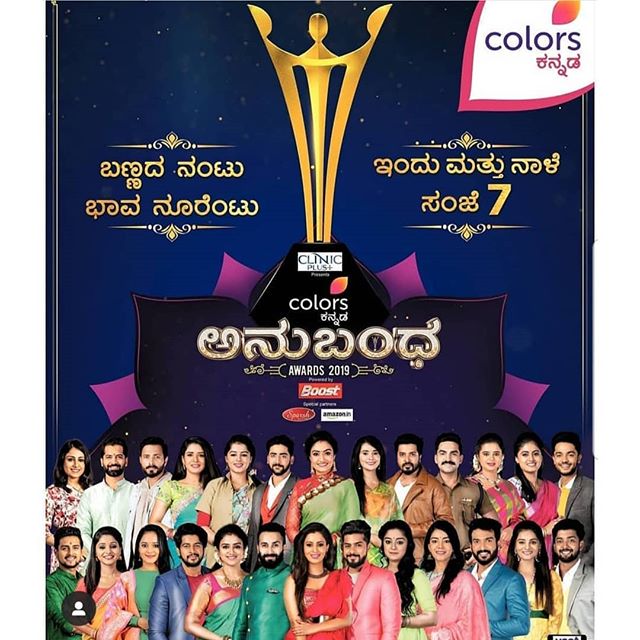 colors
ಕನ್ನಡ
ಬಣ್ಣದ ನಂಟು
ಭಾವ ನೂರೆಂಟು
ಇಂದು ಮತ್ತು ನಾಳೆ
ಸಂಜೆ 7
CLINIC
PLUS+
Presents
colors
ಕನ್ನಡ
ಅನುಬಂಧ
AWARDS 2019
Powered by
Boost
Special partners
Sparsh amazon.in